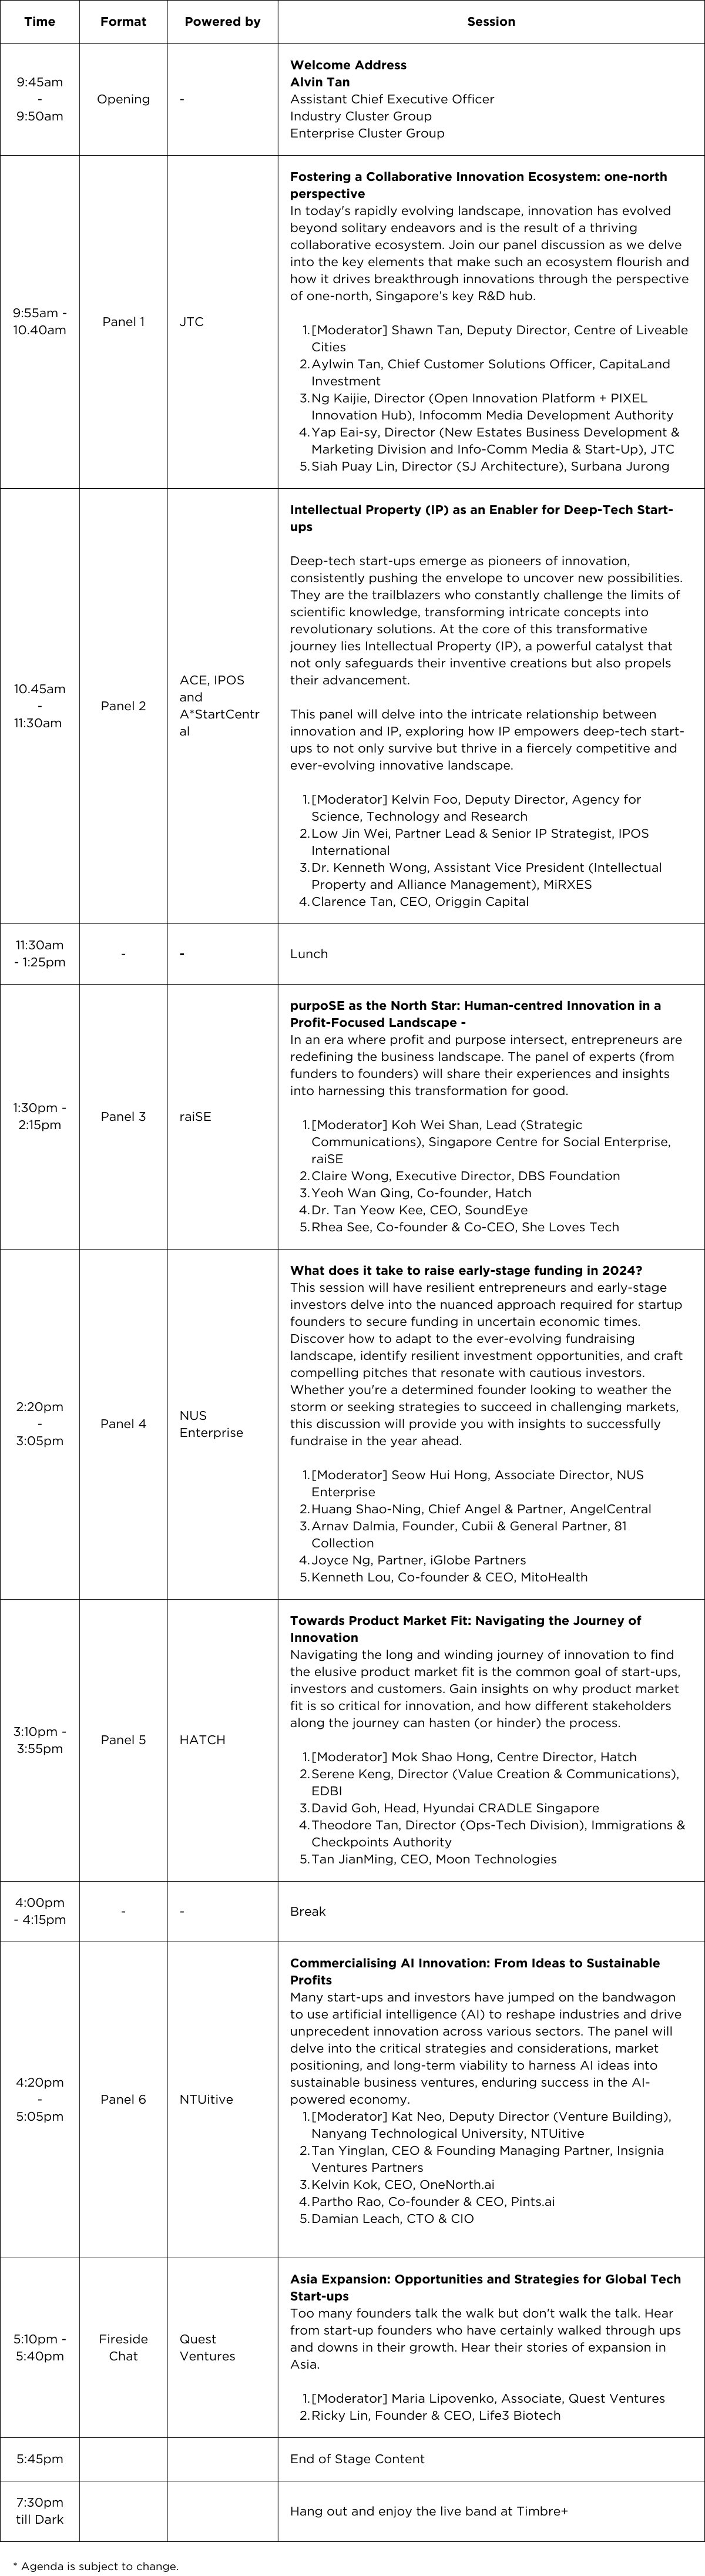 Time Format Powered by Session
9:45am
-
9:50am
Opening
-
Welcome Address
Alvin Tan
Assistant Chief Executive Officer
Industry Cluster Group
Enterprise Cluster Group
9:55am -
10.40am
Panel 1
JTC
Fostering a Collaborative Innovation Ecosystem: one-north
perspective
In today's rapidly evolving landscape, innovation has evolved
beyond solitary endeavors and is the result of a thriving
collaborative ecosystem. Join our panel discussion as we delve
into the key elements that make such an ecosystem flourish and
how it drives breakthrough innovations through the perspective
of one-north, Singapore's key R&D hub.
1.[Moderator] Shawn Tan, Deputy Director, Centre of Liveable
Cities
2.Aylwin Tan, Chief Customer Solutions Officer, CapitaLand
Investment
3.Ng Kaijie, Director (Open Innovation Platform + PIXEL
Innovation Hub), Infocomm Media Development Authority
4.Yap Eai-sy, Director (New Estates Business Development &
Marketing Division and Info-Comm Media & Start-Up), JTC
5.Siah Puay Lin, Director (SJ Architecture), Surbana Jurong
10.45am
-
11:30am
Panel 2
ACE, IPOS
and
A*StartCentr
al
Intellectual Property (IP) as an Enabler for Deep-Tech Start-
ups
Deep-tech start-ups emerge as pioneers of innovation,
consistently pushing the envelope to uncover new possibilities.
They are the trailblazers who constantly challenge the limits of
scientific knowledge, transforming intricate concepts into
revolutionary solutions. At the core of this transformative
journey lies Intellectual Property (IP), a powerful catalyst that
not only safeguards their inventive creations but also propels
their advancement.
This panel will delve into the intricate relationship between
innovation and IP, exploring how IP empowers deep-tech start-
ups to not only survive but thrive in a fiercely competitive and
ever-evolving innovative landscape.
1.[Moderator] Kelvin Foo, Deputy Director, Agency for
Science, Technology and Research
2.Low Jin Wei, Partner Lead & Senior IP Strategist, IPOS
International
3.Dr. Kenneth Wong, Assistant Vice President (Intellectual
Property and Alliance Management), MiRXES
4.Clarence Tan, CEO, Origgin Capital
11:30am
- 1:25pm
-
-
Lunch
1:30pm -
2:15pm
Panel 3
raiSE
purpoSE as the North Star: Human-centred Innovation in a
Profit-Focused Landscape -
In an era where profit and purpose intersect, entrepreneurs are
redefining the business landscape. The panel of experts (from
funders to founders) will share their experiences and insights
into harnessing this transformation for good.
1.[Moderator] Koh Wei Shan, Lead (Strategic
Communications), Singapore Centre for Social Enterprise,
raiSE
2.Claire Wong, Executive Director, DBS Foundation
3.Yeoh Wan Qing, Co-founder, Hatch
4.Dr. Tan Yeow Kee, CEO, SoundEye
5.Rhea See, Co-founder & Co-CEO, She Loves Tech
2:20pm
-
3:05pm
Panel 4
NUS
Enterprise
What does it take to raise early-stage funding in 2024?
This session will have resilient entrepreneurs and early-stage
investors delve into the nuanced approach required for startup
founders to secure funding in uncertain economic times.
Discover how to adapt to the ever-evolving fundraising
landscape, identify resilient investment opportunities, and craft
compelling pitches that resonate with cautious investors.
Whether you're a determined founder looking to weather the
storm or seeking strategies to succeed in challenging markets,
this discussion will provide you with insights to successfully
fundraise in the year ahead.
1.[Moderator] Seow Hui Hong, Associate Director, NUS
Enterprise
2.Huang Shao-Ning, Chief Angel & Partner, AngelCentral
3.Arnav Dalmia, Founder, Cubii & General Partner, 81
Collection
4.Joyce Ng, Partner, iGlobe Partners
5.Kenneth Lou, Co-founder & CEO, MitoHealth
3:10pm -
3:55pm
Panel 5
HATCH
Towards Product Market Fit: Navigating the Journey of
Innovation
Navigating the long and winding journey of innovation to find
the elusive product market fit is the common goal of start-ups,
investors and customers. Gain insights on why product market
fit is so critical for innovation, and how different stakeholders
along the journey can hasten (or hinder) the process.
1.[Moderator] Mok Shao Hong, Centre Director, Hatch
2.Serene Keng, Director (Value Creation & Communications),
EDBI
3.David Goh, Head, Hyundai CRADLE Singapore
4.Theodore Tan, Director (Ops-Tech Division), Immigrations &
Checkpoints Authority
5.Tan JianMing, CEO, Moon Technologies
4:00pm
- 4:15pm
-
-
Break
4:20pm
-
5:05pm
Panel 6
NTUitive
Commercialising AI Innovation: From Ideas to Sustainable
Profits
Many start-ups and investors have jumped on the bandwagon
to use artificial intelligence (AI) to reshape industries and drive
unprecedent innovation across various sectors. The panel will
delve into the critical strategies and considerations, market
positioning, and long-term viability to harness AI ideas into
sustainable business ventures, enduring success in the AI-
powered economy.
1.[Moderator] Kat Neo, Deputy Director (Venture Building),
Nanyang Technological University, NTUitive
2.Tan Yinglan, CEO & Founding Managing Partner, Insignia
Ventures Partners
3.Kelvin Kok, CEO, OneNorth.ai
4.Partho Rao, Co-founder & CEO, Pints.ai
5.Damian Leach, CTO & CIO
5:10pm -
5:40pm
Fireside
Chat
Quest
Ventures
Asia Expansion: Opportunities and Strategies for Global Tech
Start-ups
Too many founders talk the walk but don't walk the talk. Hear
from start-up founders who have certainly walked through ups
and downs in their growth. Hear their stories of expansion in
Asia.
1.[Moderator] Maria Lipovenko, Associate, Quest Ventures
2.Ricky Lin, Founder & CEO, Life3 Biotech
5:45pm
End of Stage Content
7:30pm
till Dark
Hang out and enjoy the live band at Timbre+
* Agenda is subject to change.